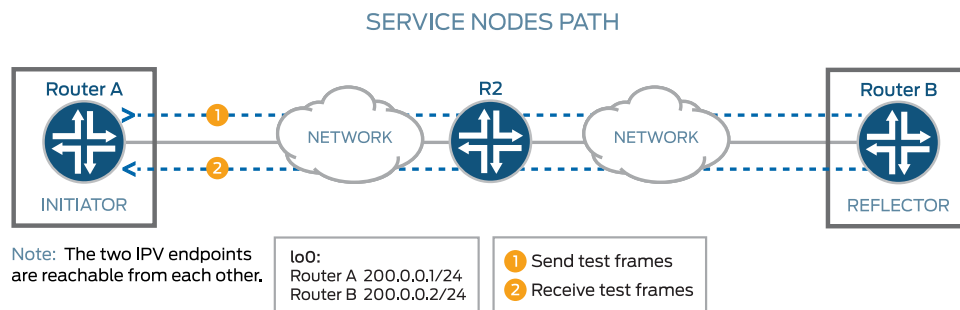 SERVICE NODES PATH
Router A
R2
Router B
1
NETWORK
NETWORK
2
INITIATOR
REFLECTOR
Note: The two IPV endpoints
are reachable from each other.
lo0:
Router A 200.0.0.1/24
Router B 200.0.0.2/24
1 Send test frames
2 Receive test frames